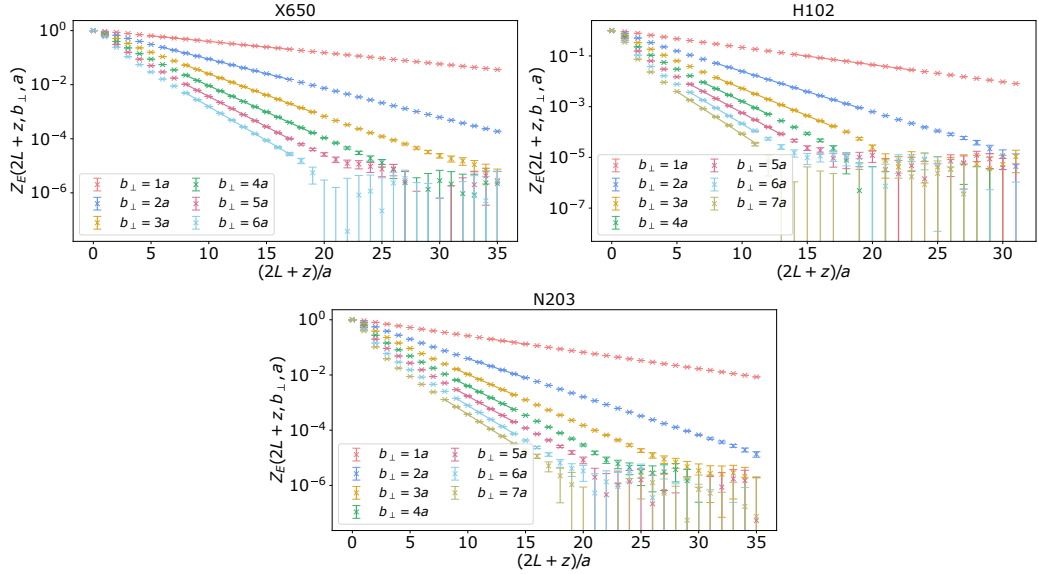 X650
Z_E(2L + z, b_⊥, a)
10^0
10^{-2}
10^{-4}
10^{-6}
b_⊥ = 1a
b_⊥ = 2a
b_⊥ = 3a
b_⊥ = 4a
b_⊥ = 5a
b_⊥ = 6a
0 5 10 15 20 25 30 35
(2L + z)/a
H102
Z_E(2L + z, b_⊥, a)
10^{-1}
10^{-3}
10^{-5}
10^{-7}
b_⊥ = 1a
b_⊥ = 2a
b_⊥ = 3a
b_⊥ = 4a
b_⊥ = 5a
b_⊥ = 6a
b_⊥ = 7a
0 5 10 15 20 25 30
(2L + z)/a
N203
Z_E(2L + z, b_⊥, a)
10^0
10^{-2}
10^{-4}
10^{-6}
b_⊥ = 1a
b_⊥ = 2a
b_⊥ = 3a
b_⊥ = 4a
b_⊥ = 5a
b_⊥ = 6a
b_⊥ = 7a
0 5 10 15 20 25 30 35
(2L + z)/a